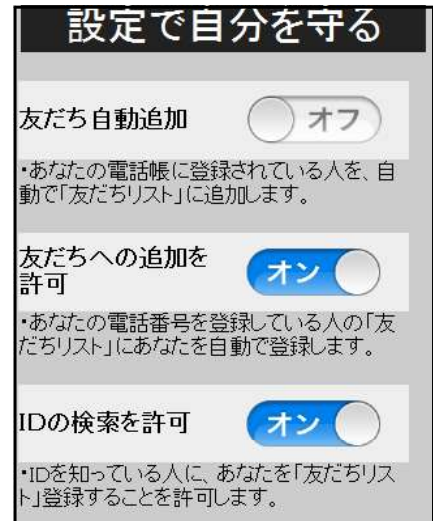 設定で自分を守る
友だち自動追加
オフ
・あなたの電話帳に登録されている人を、自
動で「友だちリスト」に追加します。
友だちへの追加を
許可
オン
・あなたの電話番号を登録している人の「友
だちリスト」にあなたを自動で登録します。
IDの検索を許可
オン
・IDを知っている人に、あなたを「友だちリス
ト」登録することを許可します。